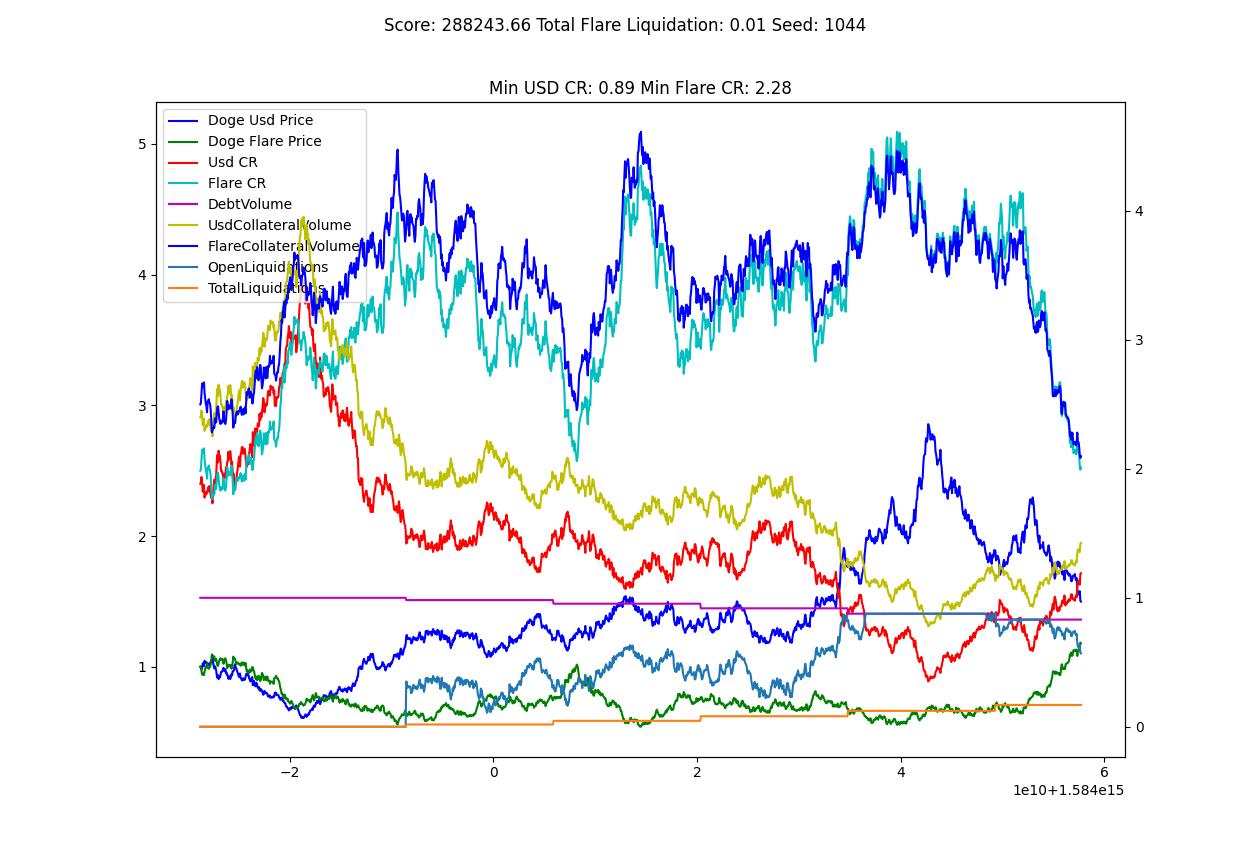 Score: 288243.66 Total Flare Liquidation: 0.01 Seed: 1044
Min USD CR: 0.89 Min Flare CR: 2.28
Doge Usd Price
Doge Flare Price
Usd CR
Flare CR
DebtVolume
UsdCollateralVolume
FlareCollateralVolume
OpenLiquidations
TotalLiquidations
5
4
3
2
1
4
3
2
1
0
−2
0
2
4
6
1e10+1.584e15